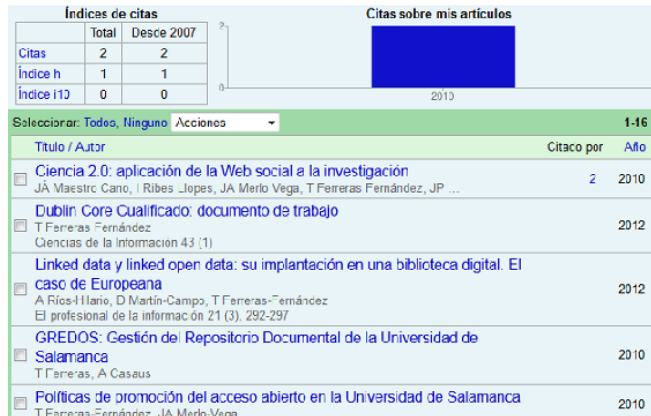 Índices de citas
Total Desde 2007
Citas 2 2
Índice h 1 1
Índice i10 0 0
Citas sobre mis artículos
2
0
2010
Seleccionar: Todos, Ninguno Acciones 1-16
Título / Autor Citado por Año
Ciencia 2.0: aplicación de la Web social a la investigación 2 2010
JÁ Maestro Cano, I Ribes Llopes, JA Merlo Vega, T Ferreras Fernández, JP ...
Dublin Core Cualificado: documento de trabajo 2012
T Ferreras Fernández
Ciencias de la Información 43 (1)
Linked data y linked open data: su implantación en una biblioteca digital. El
caso de Europeana 2012
A Ríos-Hilario, D Martín-Campo, T Ferreras-Fernández
El profesional de la información 21 (3), 292-297
GREDOS: Gestión del Repositorio Documental de la Universidad de
Salamanca 2010
T Ferreras, A Casaus
Políticas de promoción del acceso abierto en la Universidad de Salamanca 2010
T Ferreras-Fernández, JA Merlo-Vega